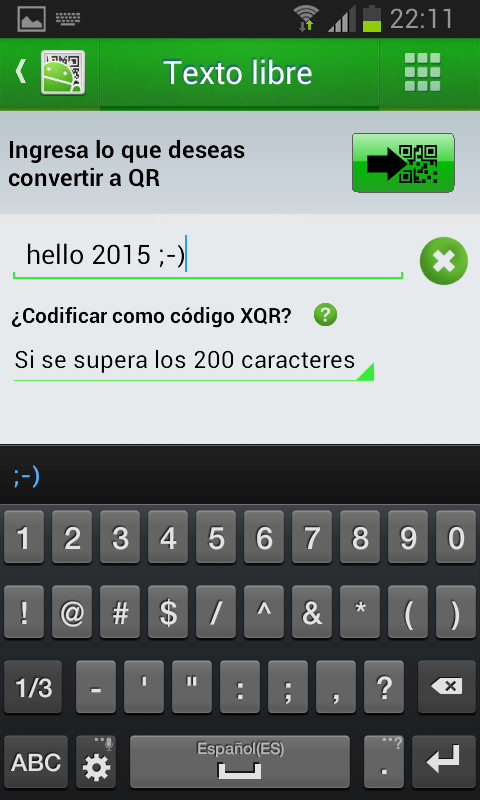 22:11
Texto libre
Ingresa lo que deseas
convertir a QR
hello 2015 ;-)
¿Codificar como código XQR? ?
Si se supera los 200 caracteres
;-)
1 2 3 4 5 6 7 8 9 0
! @ # $ / ^ & * ( )
1/3 - ' " : ; , ?
ABC Español(ES) . ...?